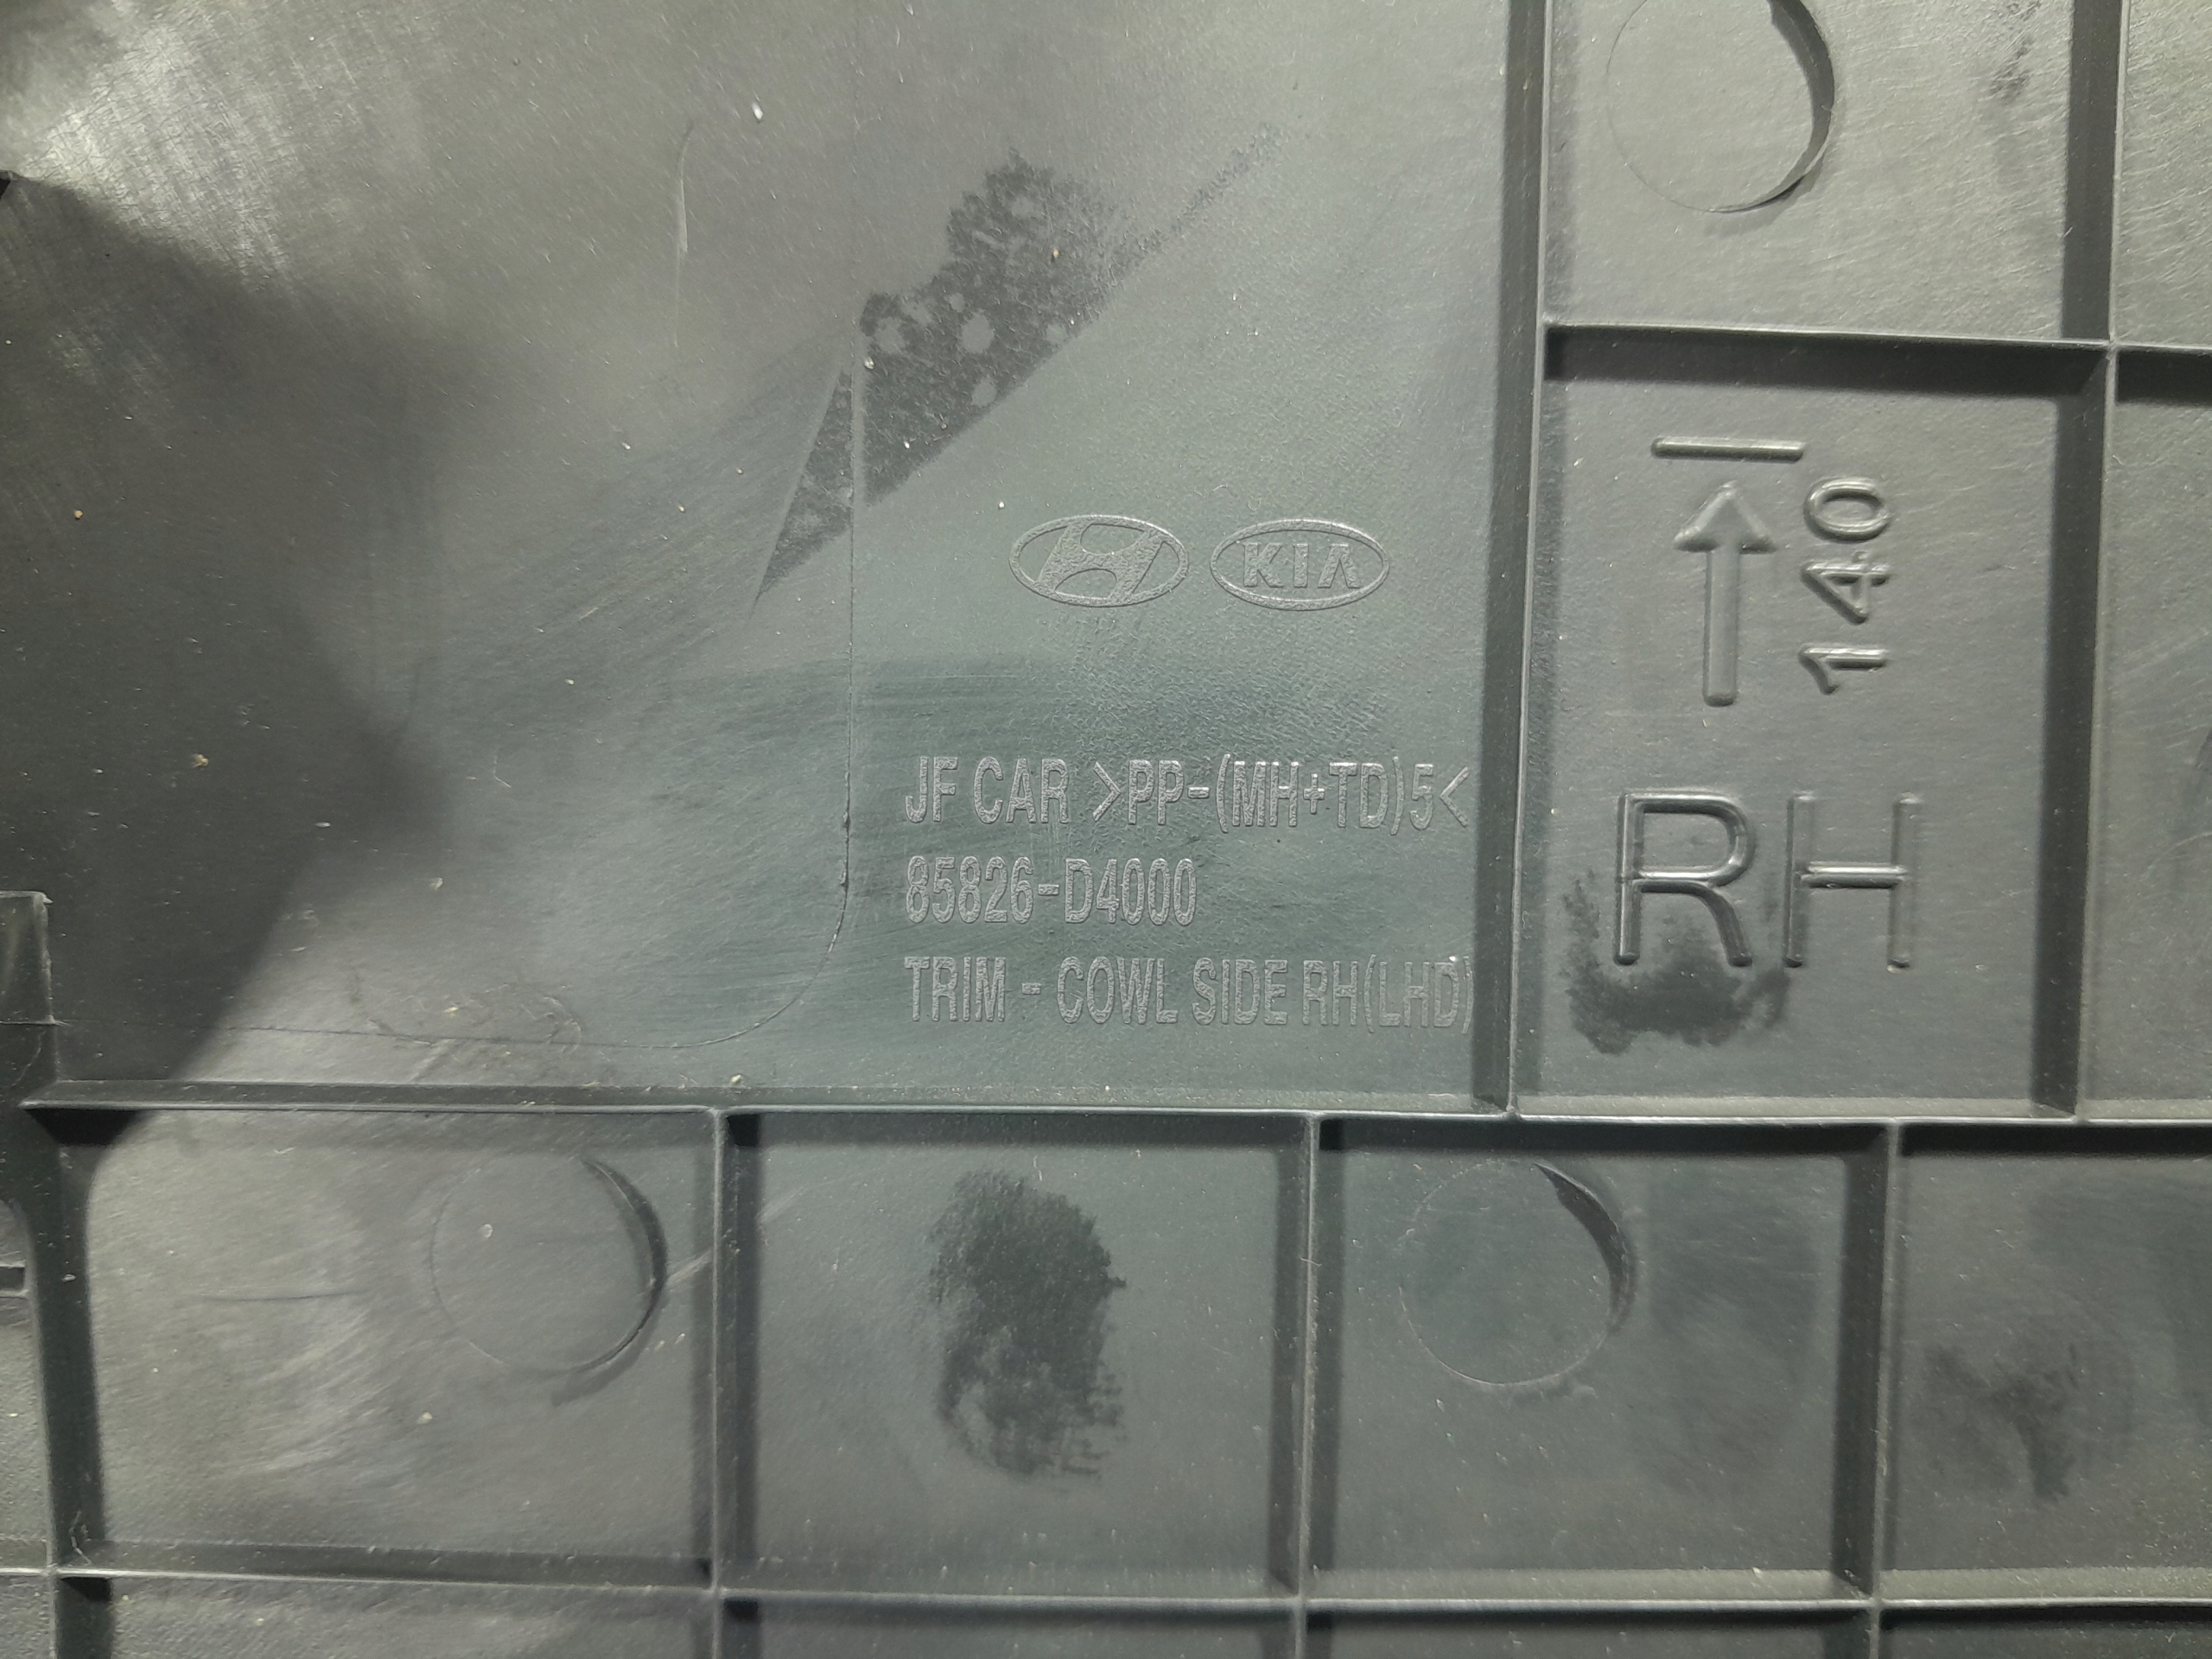 KIA
JF CAR >PP-(MH+TD)5<
85826-D4000
TRIM - COWL SIDE RH(LHD)
140
RH